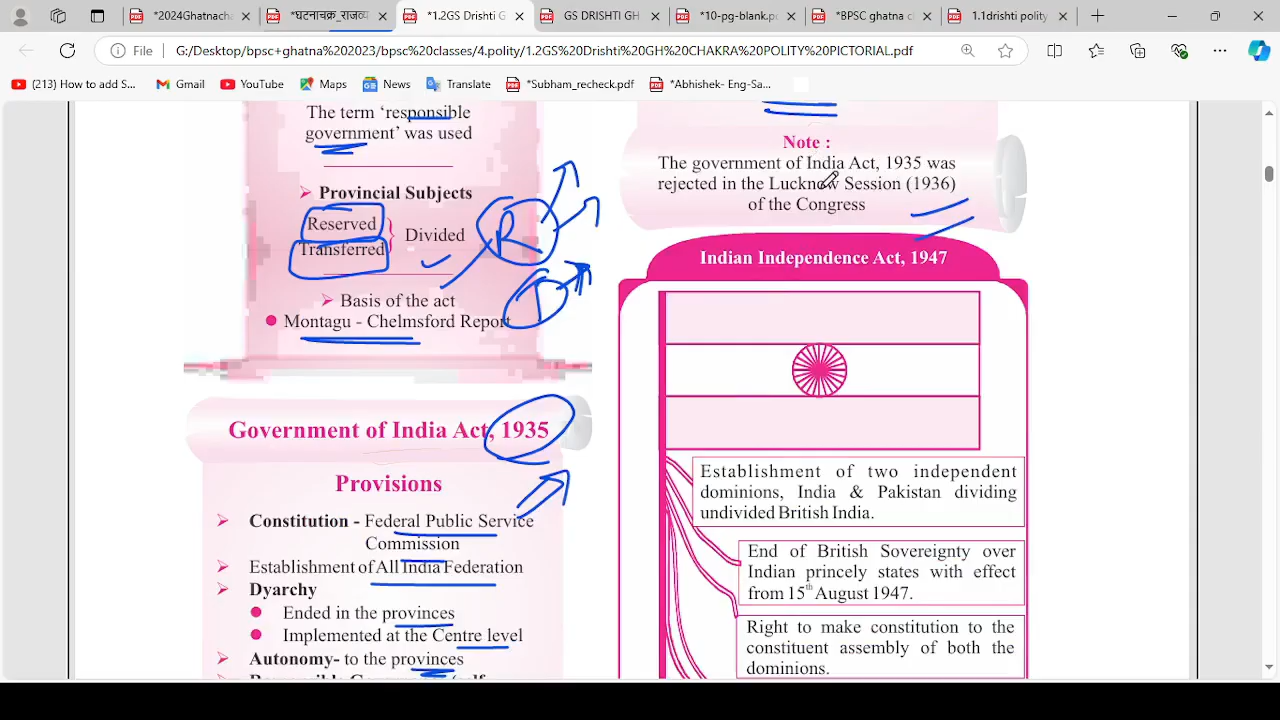 *2024Ghatnacha
*घटनाचक्र_राजव्य
*1.2GS Drishti G
GS DRISHTI GH
*10-pg-blank.pd
*BPSC ghatna c
1.1drishti polity
File
G:/Desktop/bpsc+ghatna%202023/bpsc%20classes/4.polity/1.2GS%20Drishti%20GH%20CHAKRA%20POLITY%20PICTORIAL.pdf
(213) How to add S...
Gmail
YouTube
Maps
News
Translate
*Subham_recheck.pdf
*Abhishek- Eng-Sa...
The term ‘responsible
government’ was used
Provincial Subjects
Reserved
Transferred
Divided
R
T
Basis of the act
Montagu - Chelmsford Report
Government of India Act, 1935
Provisions
Constitution - Federal Public Service
Commission
Establishment of All India Federation
Dyarchy
Ended in the provinces
Implemented at the Centre level
Autonomy- to the provinces
Note :
The government of India Act, 1935 was
rejected in the Lucknow Session (1936)
of the Congress
Indian Independence Act, 1947
Establishment of two independent
dominions, India & Pakistan dividing
undivided British India.
End of British Sovereignty over
Indian princely states with effect
from 15th August 1947.
Right to make constitution to the
constituent assembly of both the
dominions.